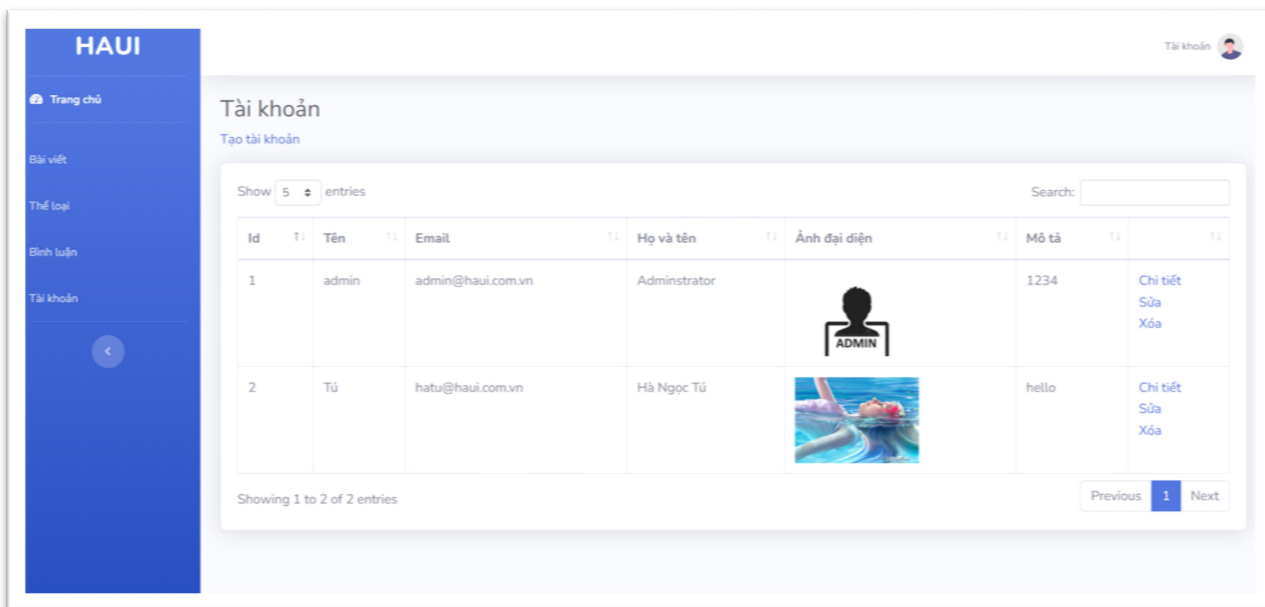 HAUI
Tài khoản
Trang chủ
Bài viết
Thể loại
Bình luận
Tài khoản
Tài khoản
Tạo tài khoản
Show 5 entries
Search:
Id Tên Email Họ và tên Ảnh đại diện Mô tả
1 admin admin@haui.com.vn Adminstrator ADMIN 1234 Chi tiết
Sửa
Xóa
2 Tú hatu@haui.com.vn Hà Ngọc Tú hello Chi tiết
Sửa
Xóa
Showing 1 to 2 of 2 entries
Previous 1 Next